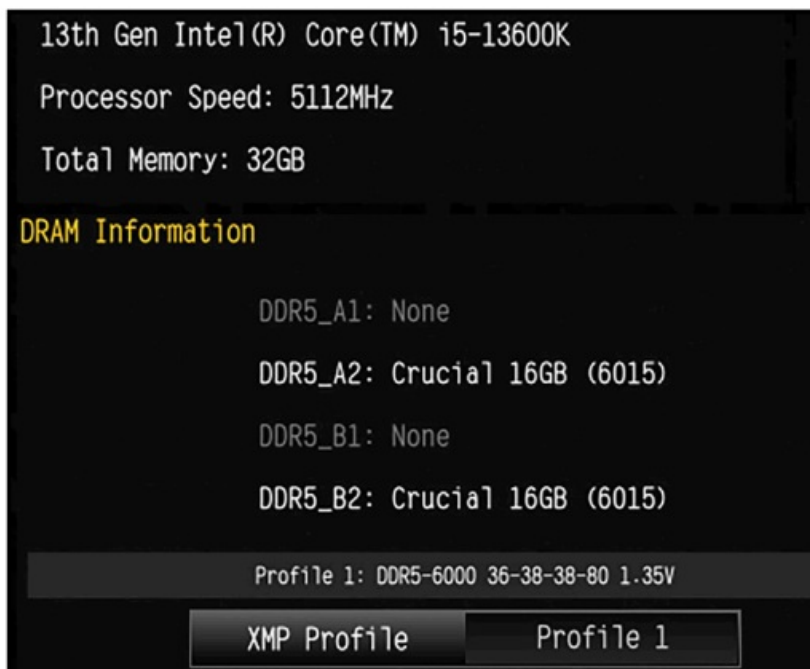 13th Gen Intel(R) Core(TM) i5-13600K
Processor Speed: 5112MHz
Total Memory: 32GB
DRAM Information
DDR5_A1: None
DDR5_A2: Crucial 16GB (6015)
DDR5_B1: None
DDR5_B2: Crucial 16GB (6015)
Profile 1: DDR5-6000 36-38-38-80 1.35V
XMP Profile Profile 1